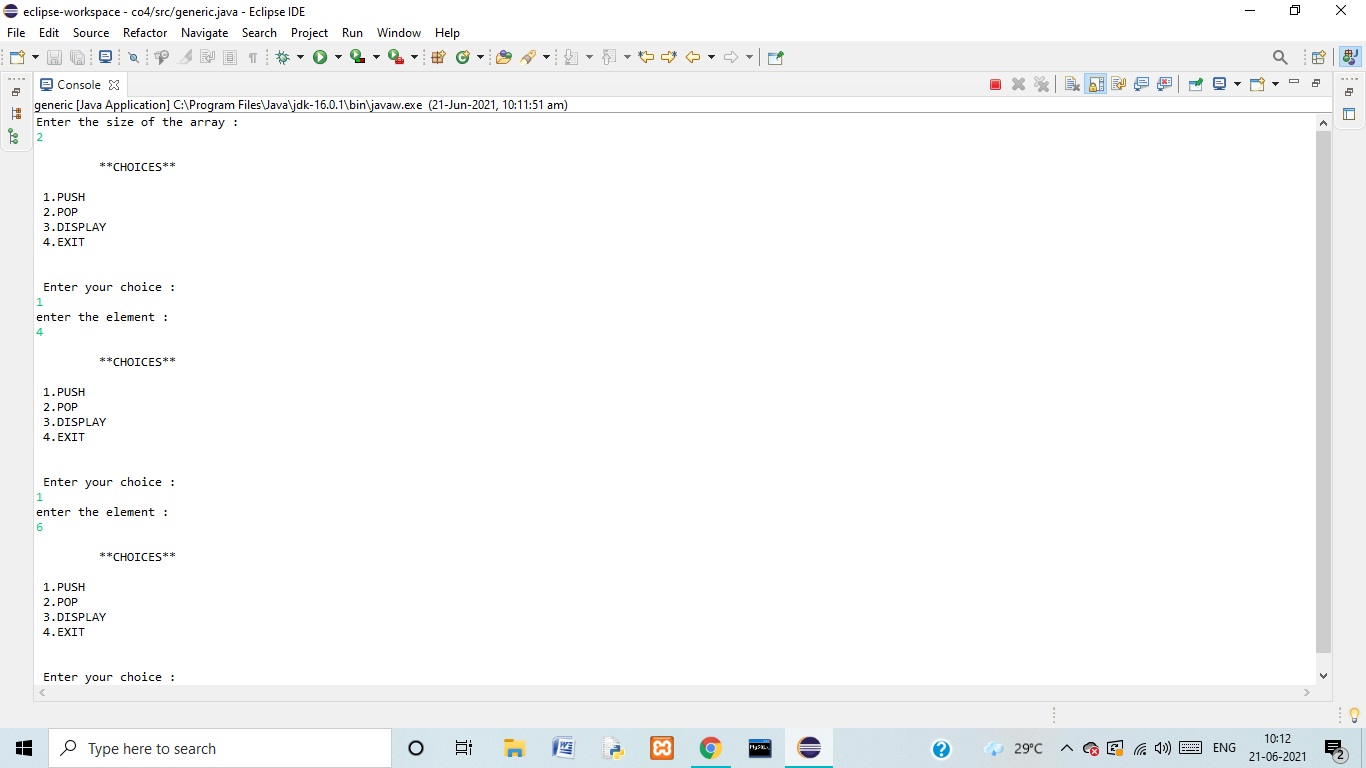 eclipse-workspace - co4/src/generic.java - Eclipse IDE
File Edit Source Refactor Navigate Search Project Run Window Help
Console
generic [Java Application] C:\Program Files\Java\jdk-16.0.1\bin\javaw.exe (21-Jun-2021, 10:11:51 am)
Enter the size of the array :
2
**CHOICES**
1.PUSH
2.POP
3.DISPLAY
4.EXIT
Enter your choice :
1
enter the element :
4
**CHOICES**
1.PUSH
2.POP
3.DISPLAY
4.EXIT
Enter your choice :
1
enter the element :
6
**CHOICES**
1.PUSH
2.POP
3.DISPLAY
4.EXIT
Enter your choice :
Type here to search
MySQL
29°C
ENG
10:12
21-06-2021
2